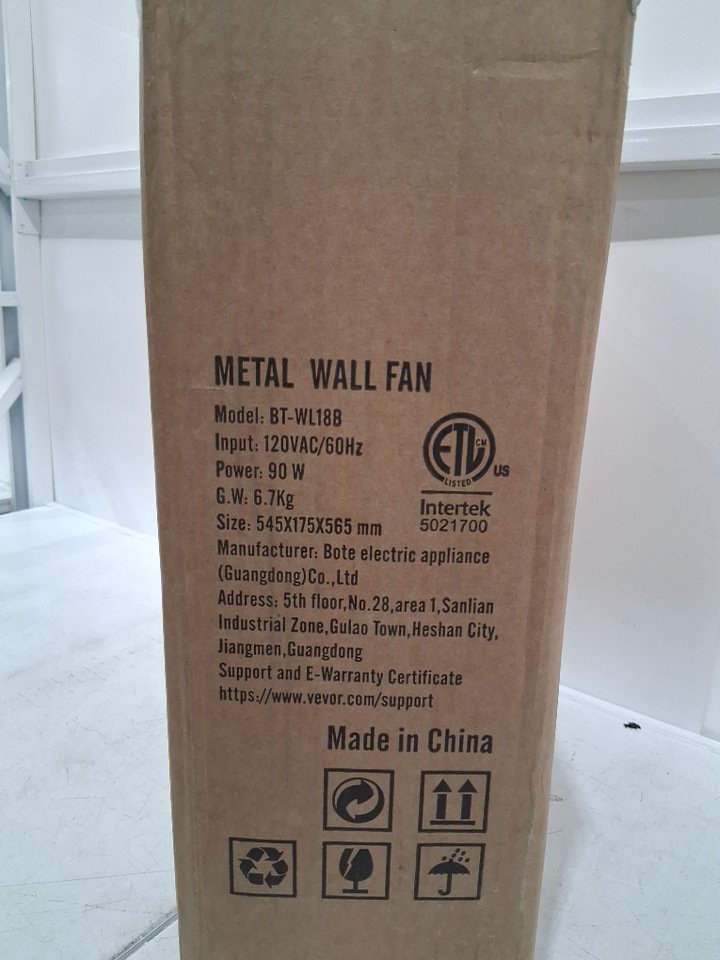 METAL WALL FAN
Model: BT-WL18B
Input: 120VAC/60Hz
Power: 90 W
G.W: 6.7Kg
Size: 545X175X565 mm
ETL CM
LISTED
US
Intertek
5021700
Manufacturer: Bote electric appliance
(Guangdong)Co.,Ltd
Address: 5th floor,No.28,area 1,Sanlian
Industrial Zone,Gulao Town,Heshan City,
Jiangmen,Guangdong
Support and E-Warranty Certificate
https://www.vevor.com/support
Made in China